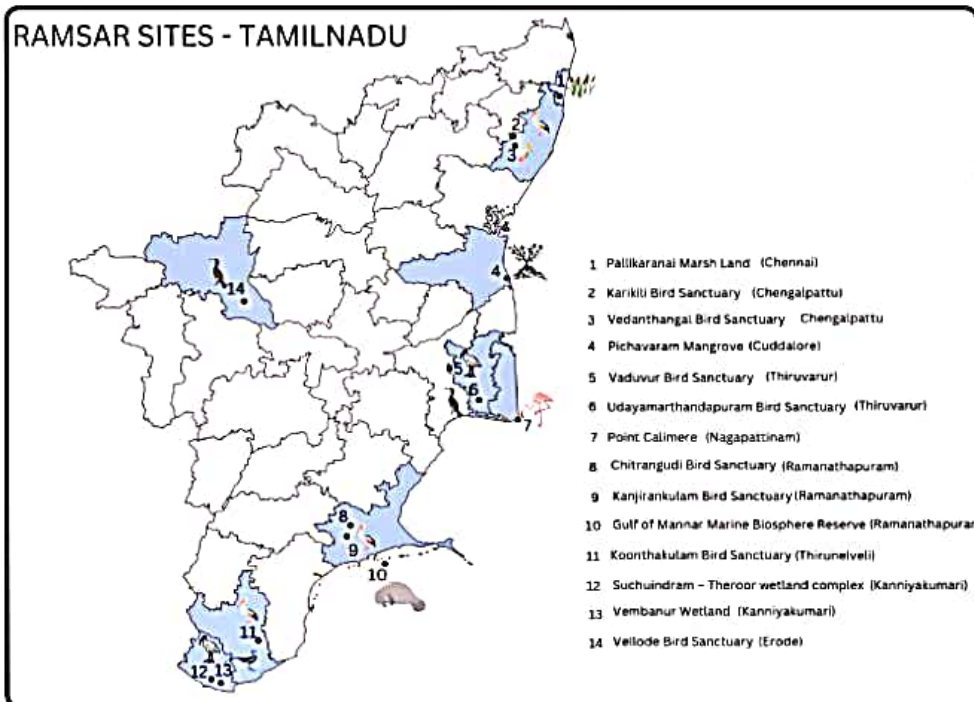 RAMSAR SITES - TAMILNADU
1
2
3
14
4
5
6
7
8
9
10
11
12 13
1 Pallikaranai Marsh Land (Chennai)
2 Karikili Bird Sanctuary (Chengalpattu)
3 Vedanthangal Bird Sanctuary Chengalpattu
4 Pichavaram Mangrove (Cuddalore)
5 Vaduvur Bird Sanctuary (Thiruvarur)
6 Udayamarthandapuram Bird Sanctuary (Thiruvarur)
7 Point Calimere (Nagapattinam)
8 Chitrangudi Bird Sanctuary (Ramanathapuram)
9 Kanjirankulam Bird Sanctuary (Ramanathapuram)
10 Gulf of Mannar Marine Biosphere Reserve (Ramanathapuram
11 Koonthakulam Bird Sanctuary (Thirunelveli)
12 Suchuindram – Theroor wetland complex (Kanniyakumari)
13 Vembanur Wetland (Kanniyakumari)
14 Vellode Bird Sanctuary (Erode)